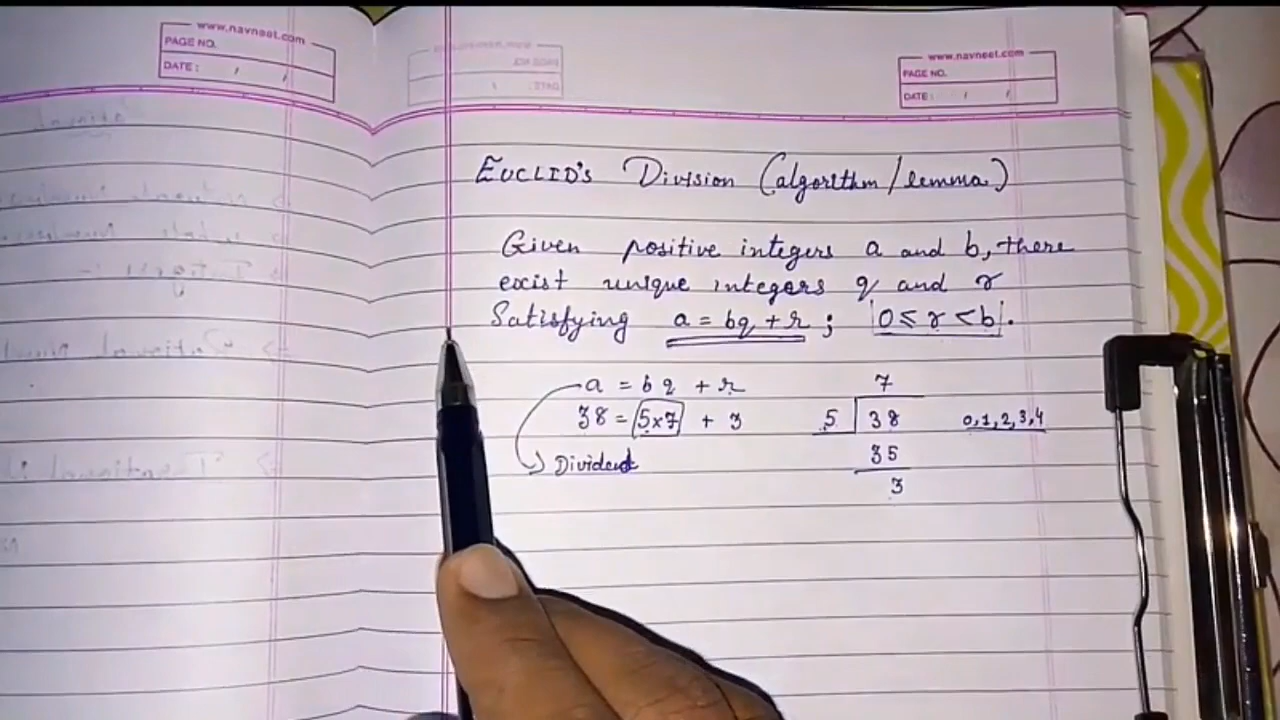 www.navneet.com
PAGE NO.
DATE : / /
www.navneet.com
PAGE NO.
DATE : / /
EUCLID's Division (algorithm/lemma)
Given positive integers a and b, there
exist unique integers q and r
Satisfying a = bq + r ; 0 ≤ r < b .
a = b q + r
38 = 5x7 + 3
Dividend
7
5 38 0,1,2,3,4
35
3